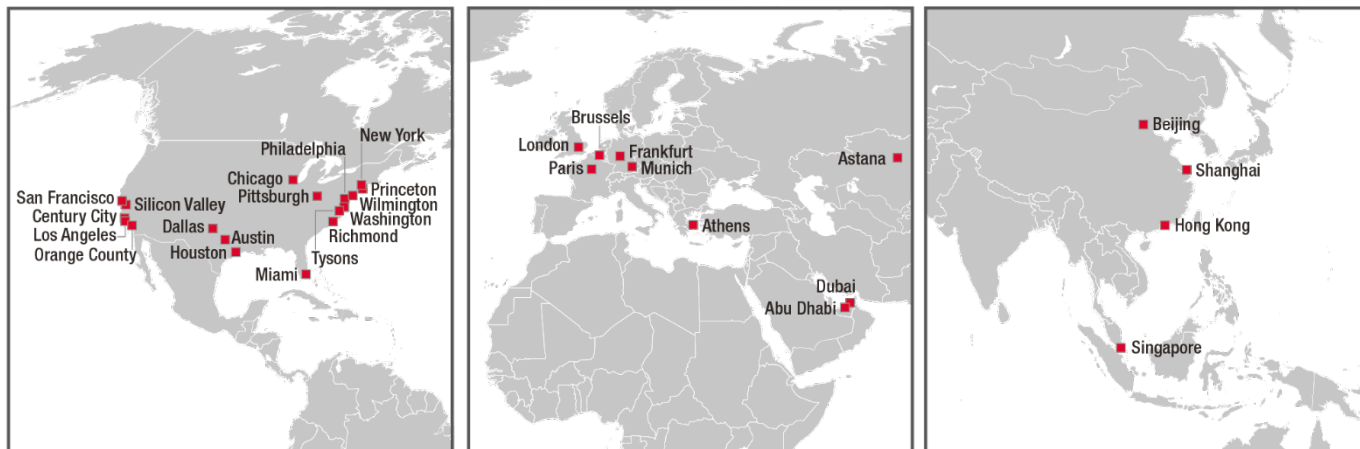 New York
Philadelphia
Chicago
Pittsburgh
Princeton
Wilmington
Washington
Richmond
Tysons
San Francisco
Silicon Valley
Century City
Los Angeles
Orange County
Dallas
Austin
Houston
Miami
Brussels
London
Frankfurt
Paris
Munich
Astana
Athens
Dubai
Abu Dhabi
Beijing
Shanghai
Hong Kong
Singapore